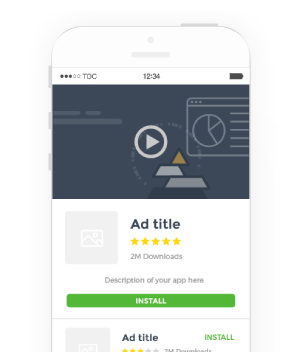 TDC 12:34
Ad title
2M Downloads
Description of your app here
INSTALL
Ad title INSTALL
2M Downloads